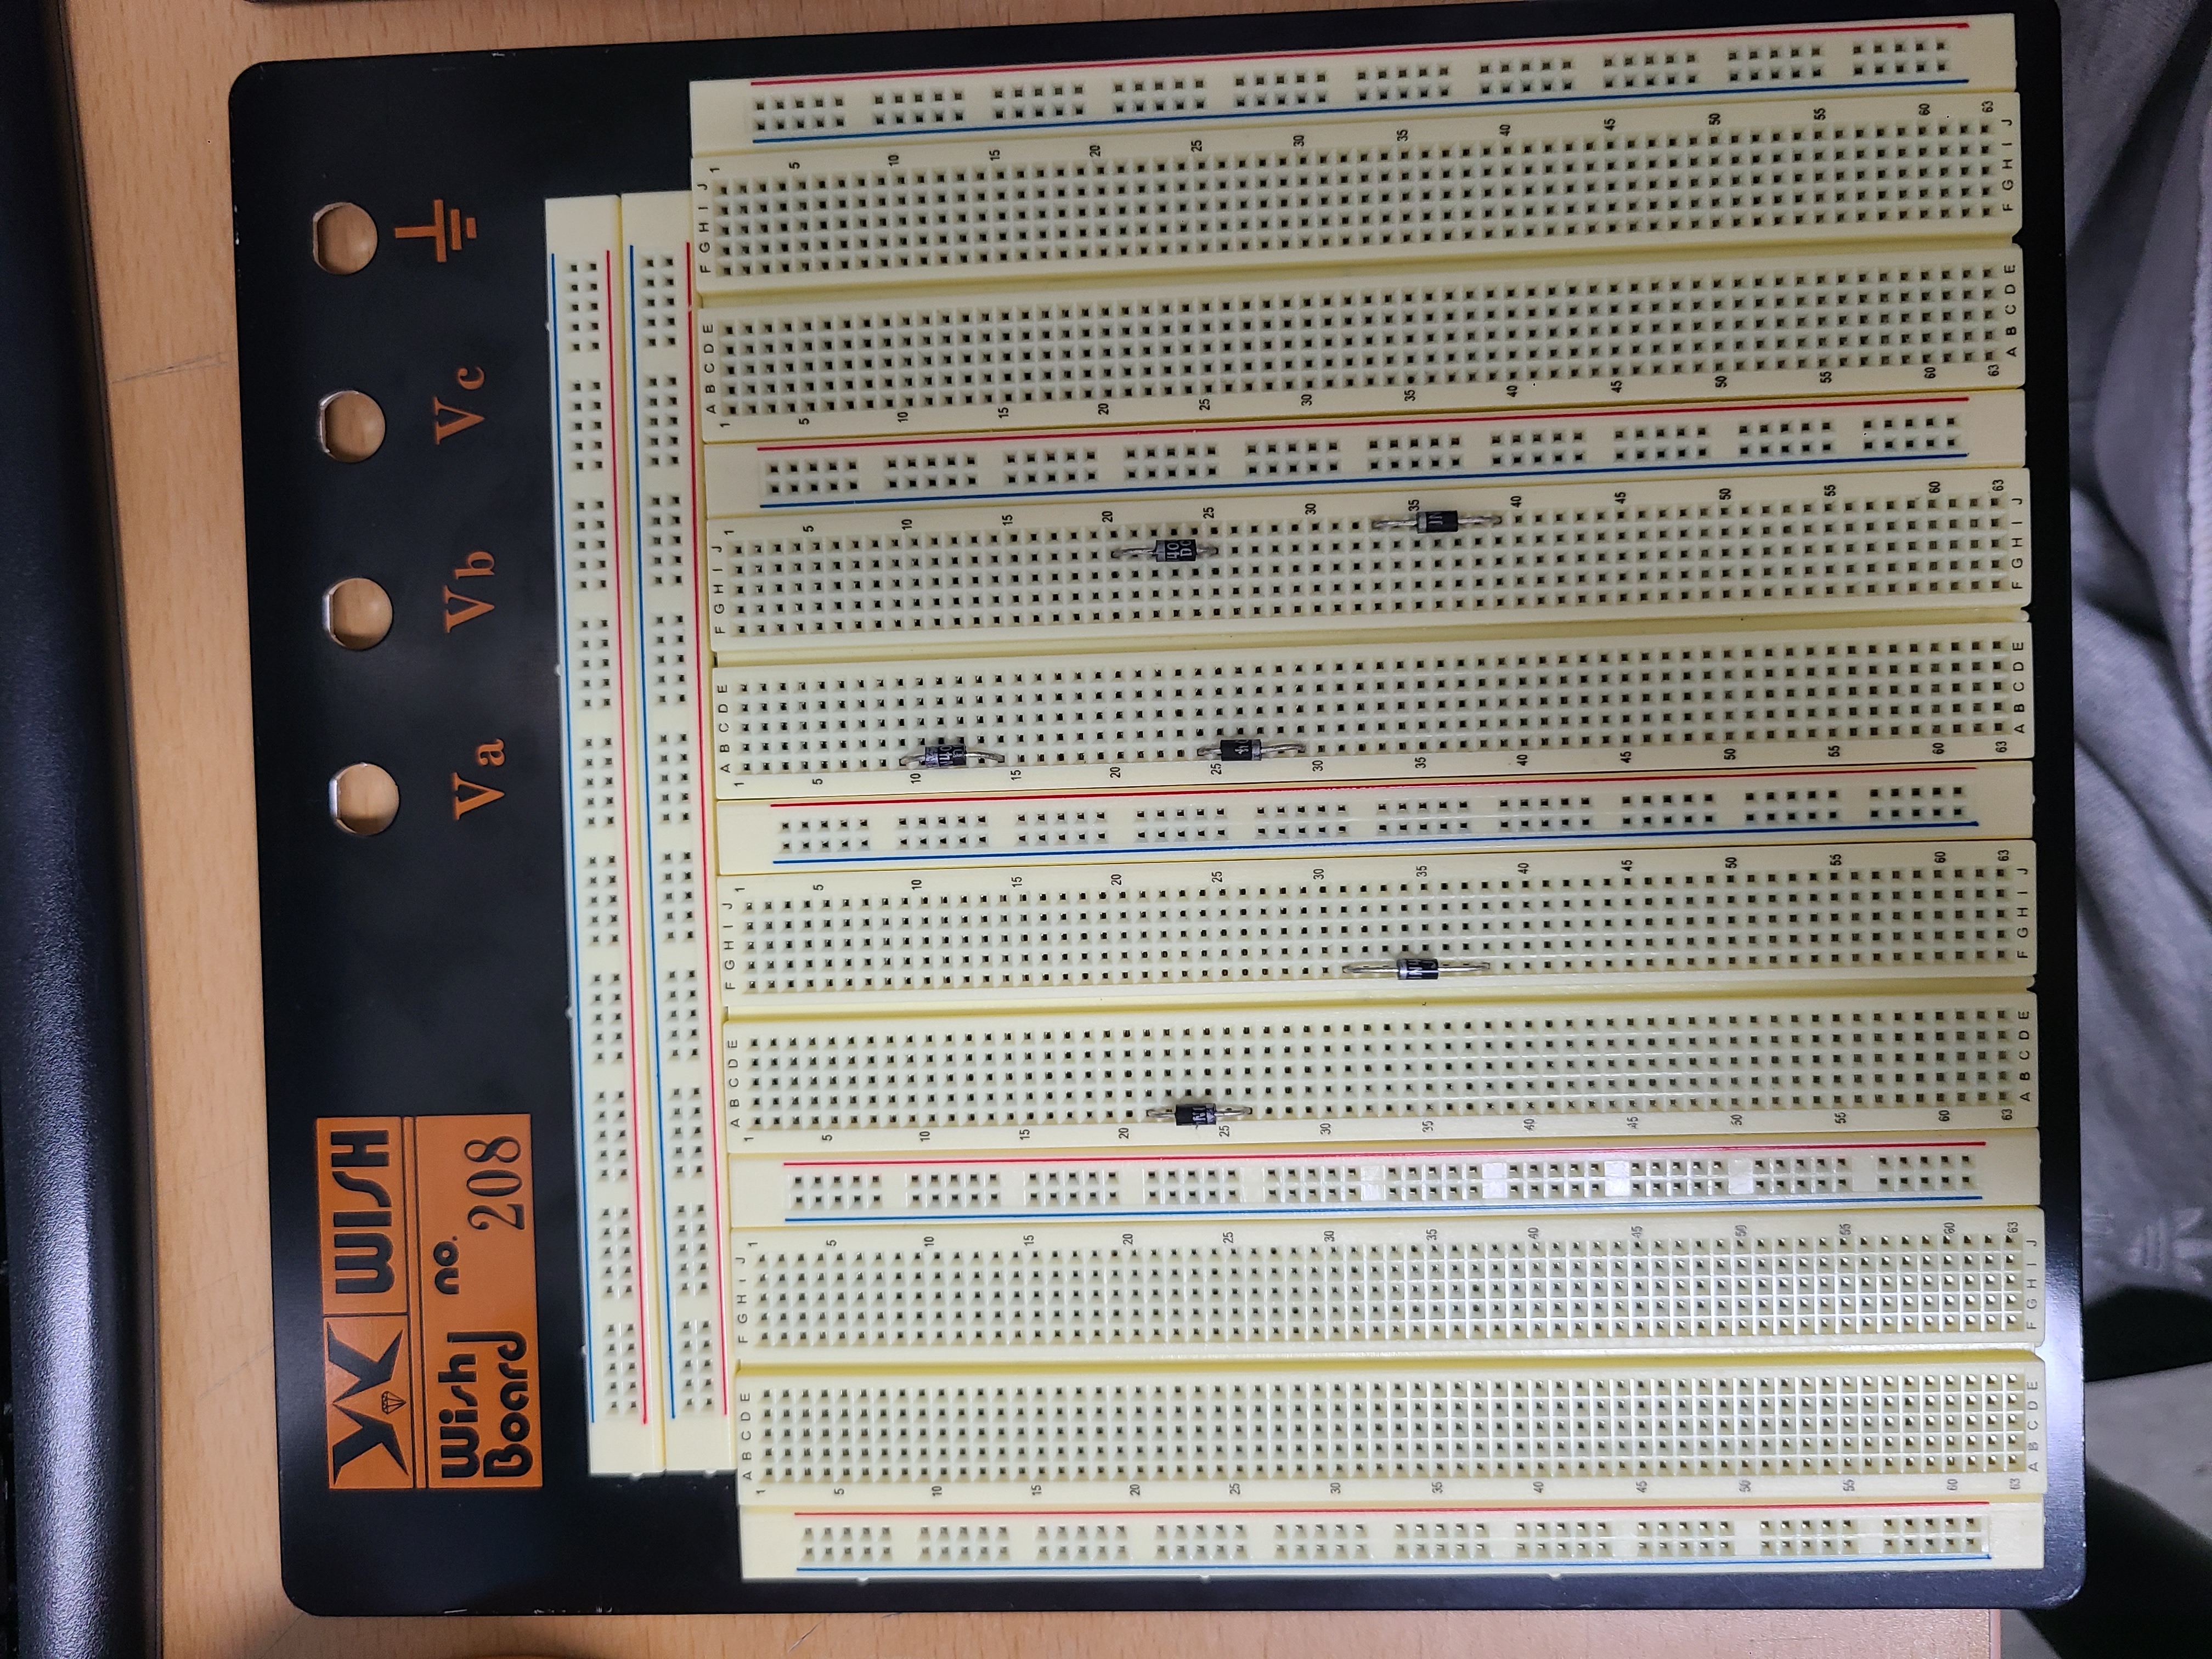 WISH
Wish Board no. 208
Va Vb Vc
A B C D E F G H I J A B C D E F G H I J A B C D E F G H I J A B C D E F G H I J
1 1 1 1 1 1 1 1
5 5 5 5 5 5 5 5
10 10 10 10 10 10 10 10
15 15 15 15 15 15 15 15
20 20 20 20 20 20 20 20
25 25 25 25 25 25 25 25
30 30 30 30 30 30 30 30
35 35 35 35 35 35 35 35
40 40 40 40 40 40 40 40
45 45 45 45 45 45 45 45
50 50 50 50 50 50 50 50
55 55 55 55 55 55 55 55
60 60 60 60 60 60 60 60
63 63 63 63 63 63 63 63
A B C D E F G H I J A B C D E F G H I J A B C D E F G H I J A B C D E F G H I J